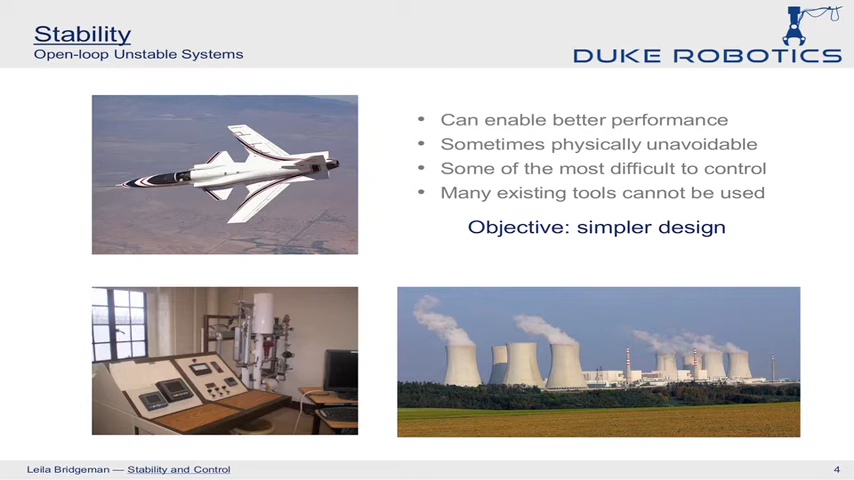 Stability
Open-loop Unstable Systems
DUKE ROBOTICS
• Can enable better performance
• Sometimes physically unavoidable
• Some of the most difficult to control
• Many existing tools cannot be used
Objective: simpler design
Leila Bridgeman — Stability and Control
4